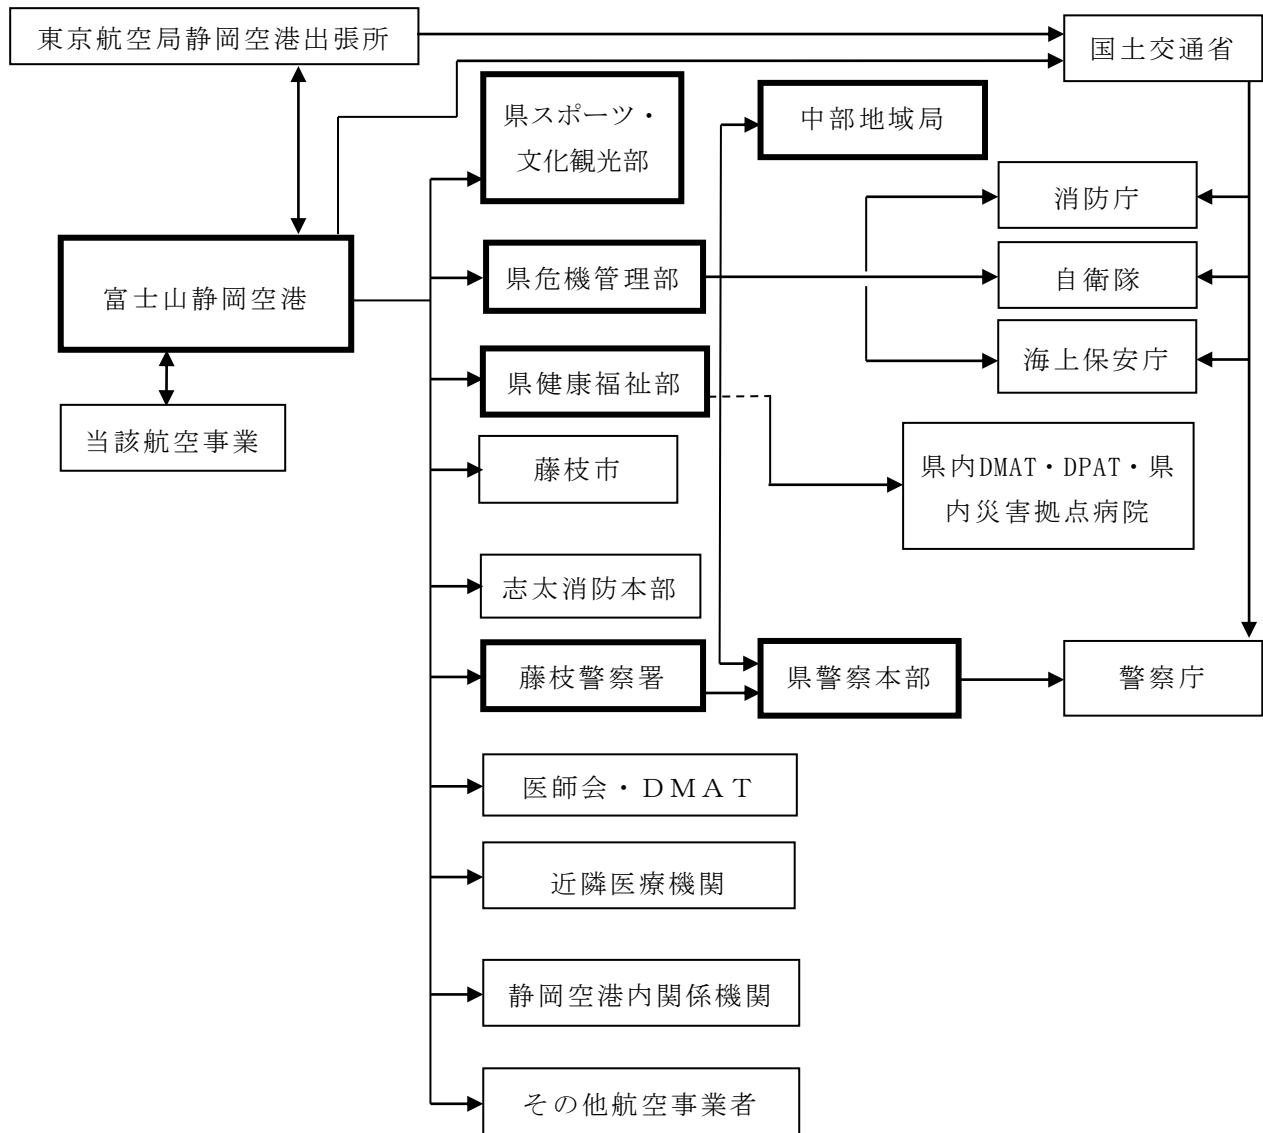 東京航空局静岡空港出張所
国土交通省
県スポーツ・
文化観光部
中部地域局
消防庁
富士山静岡空港
県危機管理部
自衛隊
海上保安庁
県健康福祉部
当該航空事業
藤枝市
県内DMAT・DPAT・県
内災害拠点病院
志太消防本部
藤枝警察署
県警察本部
警察庁
医師会・ＤＭＡＴ
近隣医療機関
静岡空港内関係機関
その他航空事業者